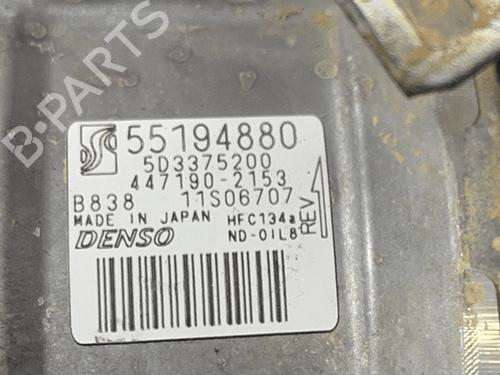 B-PARTS
55194880
5D3375200
447190-2153
B838 11S06707
MADE IN JAPAN HFC134a
DENSO ND-OIL8
REV